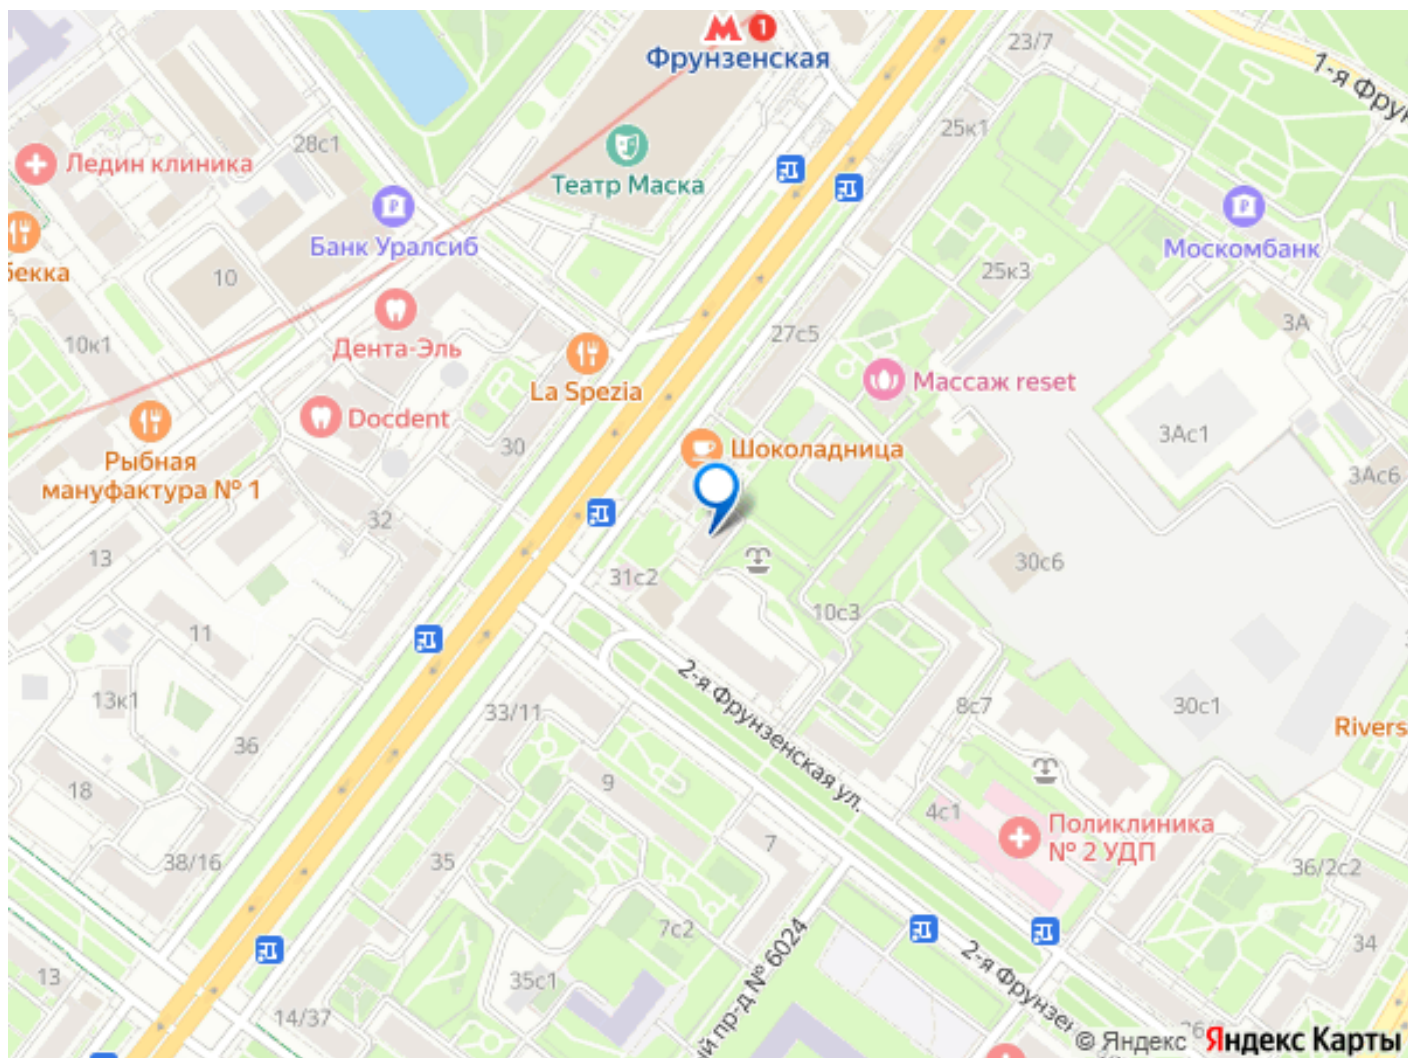 1
Фрунзенская
23/7
1-я Фрун
25к1
28с1
Ледин клиника
Театр Маска
Банк Уралсиб
Москомбанк
бекка
10
25к3
3А
27с5
10к1
Дента-Эль
Массаж reset
La Spezia
Docdent
3Ас1
30
Шоколадница
Рыбная
мануфактура № 1
3Ас6
32
13
30с6
31с2
10с3
11
2-я Фрунзенская ул.
13к1
33/11
8с7
30с1
Rivers
36
9
18
4с1
Поликлиника
№ 2 УДП
7
38/16
35
36/2с2
7с2
й пр-д № 6024
34
2-я Фрунзен
13
35с1
14/37
© Яндекс
Яндекс Карты